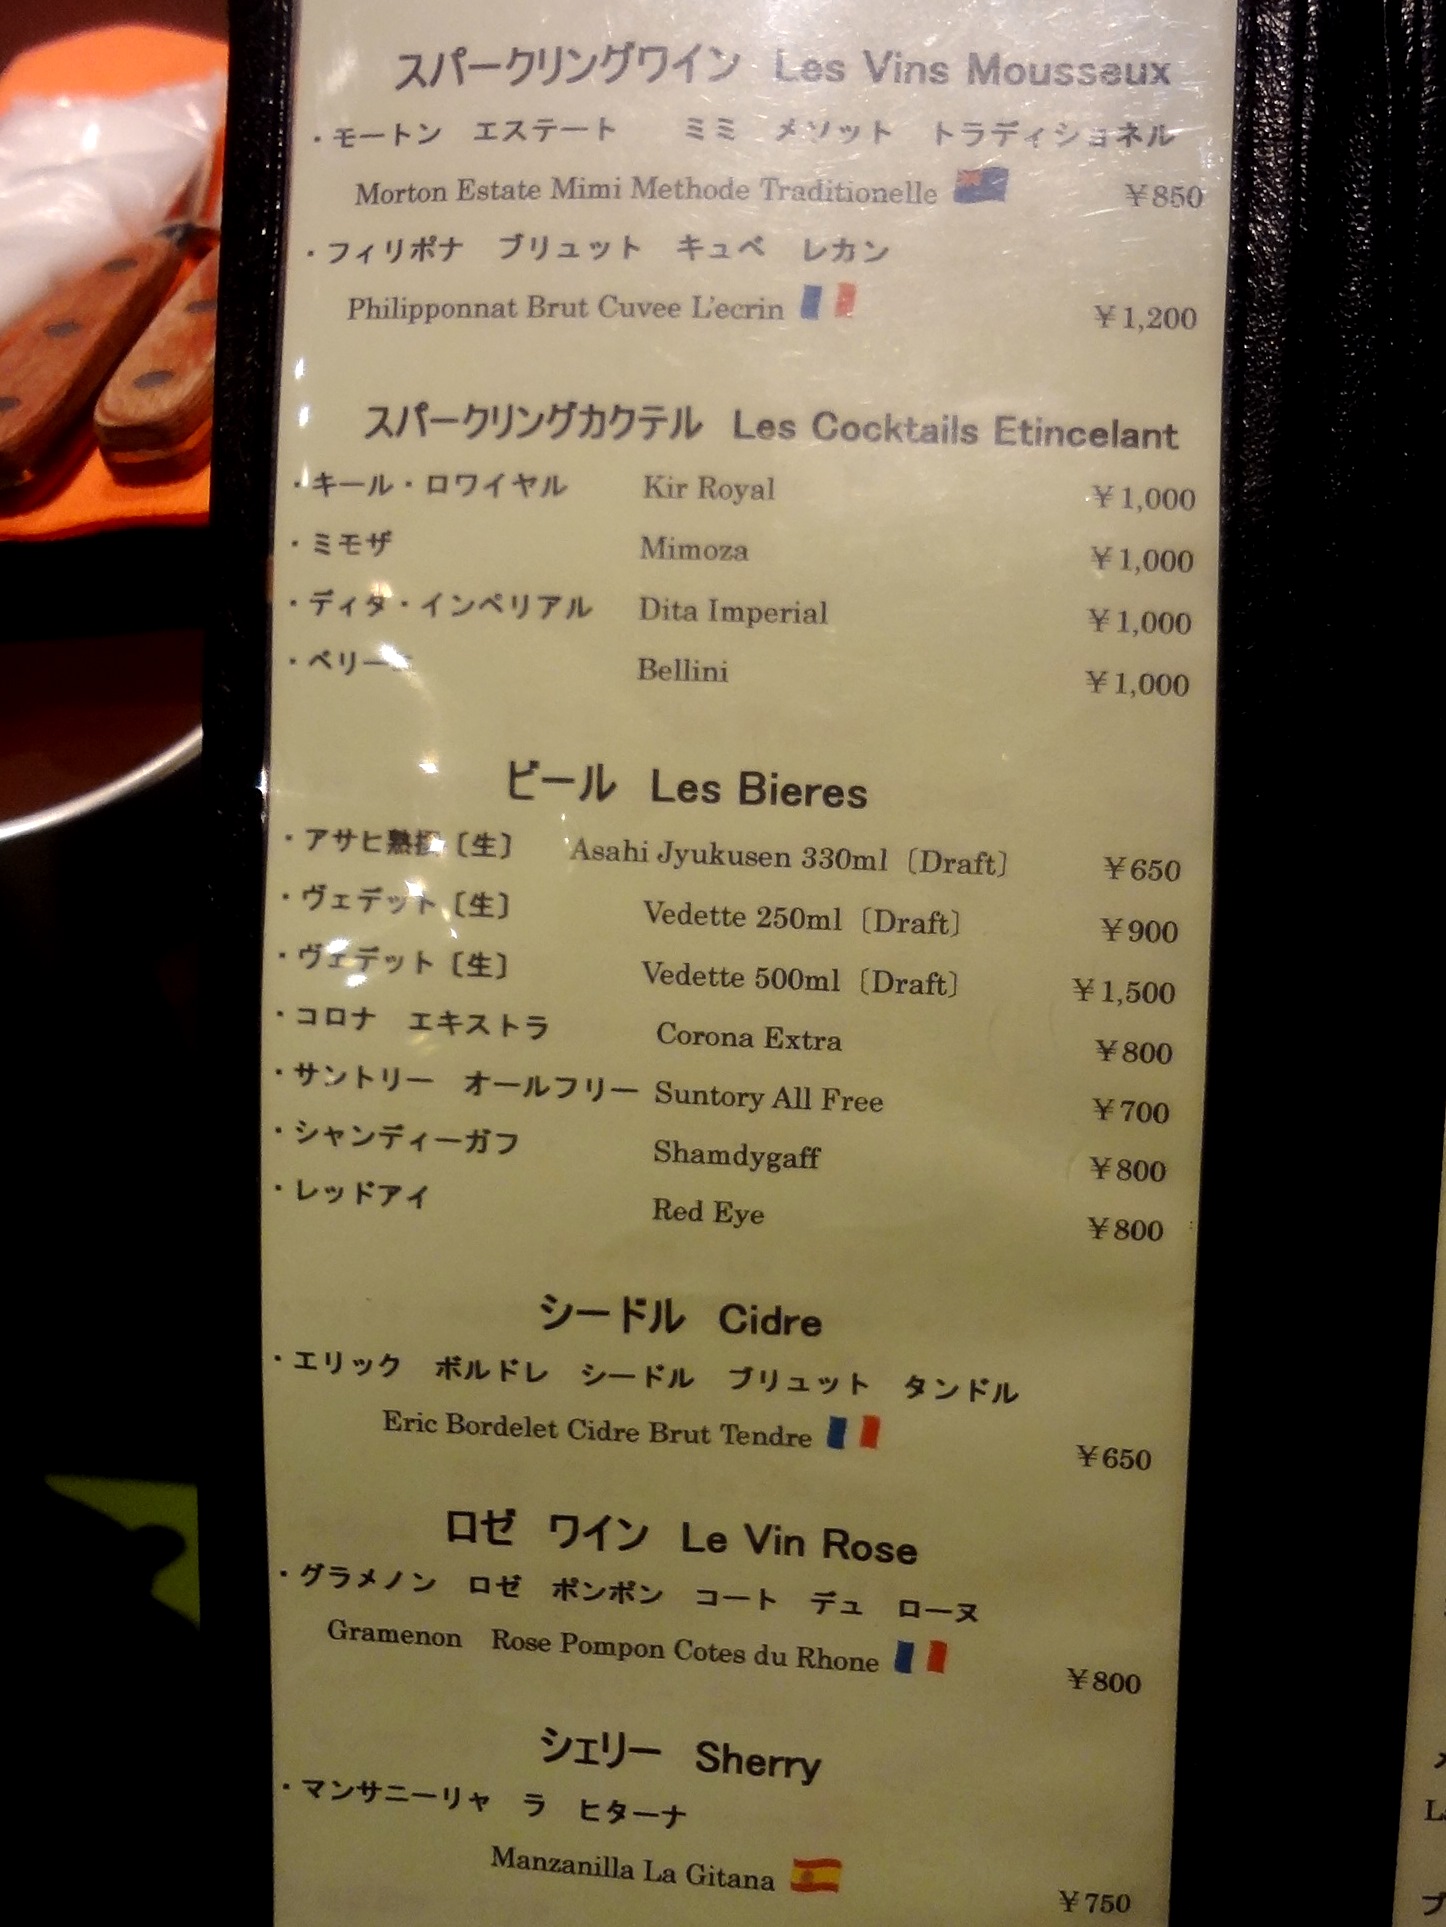 スパークリングワイン Les Vins Mousseux
・モートン エステート ミミ メソット トラディショネル
Morton Estate Mimi Methode Traditionelle ¥850
・フィリポナ ブリュット キュベ レカン
Philipponnat Brut Cuvee L'ecrin ¥1,200
スパークリングカクテル Les Cocktails Etincelant
・キール・ロワイヤル Kir Royal ¥1,000
・ミモザ Mimoza ¥1,000
・ディタ・インペリアル Dita Imperial ¥1,000
・ベリーニ Bellini ¥1,000
ビール Les Bieres
・アサヒ熟撰〔生〕 Asahi Jyukusen 330ml〔Draft〕 ¥650
・ヴェデット〔生〕 Vedette 250ml〔Draft〕 ¥900
・ヴェデット〔生〕 Vedette 500ml〔Draft〕 ¥1,500
・コロナ エキストラ Corona Extra ¥800
・サントリー オールフリー Suntory All Free ¥700
・シャンディーガフ Shamdygaff ¥800
・レッドアイ Red Eye ¥800
シードル Cidre
・エリック ボルドレ シードル ブリュット タンドル
Eric Bordelet Cidre Brut Tendre ¥650
ロゼ ワイン Le Vin Rose
・グラメノン ロゼ ポンポン コート デュ ローヌ
Gramenon Rose Pompon Cotes du Rhone ¥800
シェリー Sherry
・マンサニーリャ ラ ヒターナ
Manzanilla La Gitana ¥750